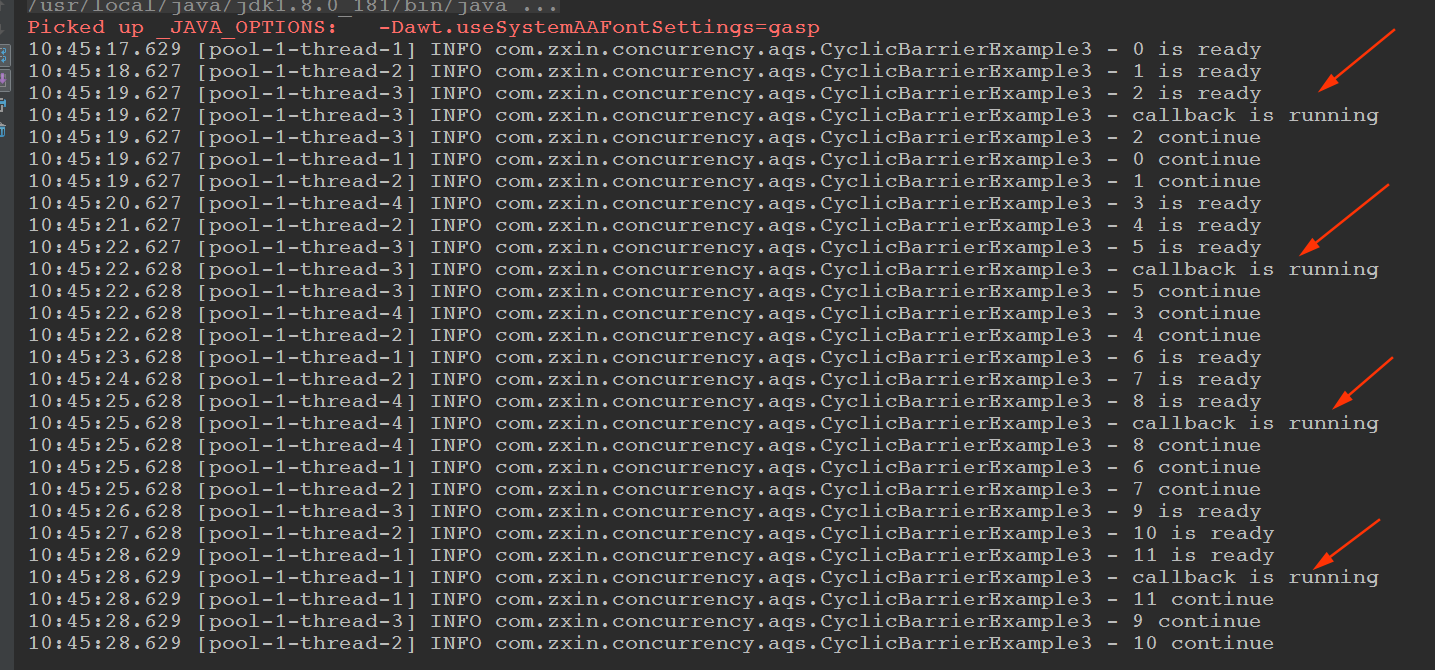 /usr/local/java/jdk1.8.0_181/bin/java ...
Picked up _JAVA_OPTIONS:   -Dawt.useSystemAAFontSettings=gasp
10:45:17.629 [pool-1-thread-1] INFO com.zxin.concurrency.aqs.CyclicBarrierExample3 - 0 is ready
10:45:18.627 [pool-1-thread-2] INFO com.zxin.concurrency.aqs.CyclicBarrierExample3 - 1 is ready
10:45:19.627 [pool-1-thread-3] INFO com.zxin.concurrency.aqs.CyclicBarrierExample3 - 2 is ready
10:45:19.627 [pool-1-thread-3] INFO com.zxin.concurrency.aqs.CyclicBarrierExample3 - callback is running
10:45:19.627 [pool-1-thread-3] INFO com.zxin.concurrency.aqs.CyclicBarrierExample3 - 2 continue
10:45:19.627 [pool-1-thread-1] INFO com.zxin.concurrency.aqs.CyclicBarrierExample3 - 0 continue
10:45:19.627 [pool-1-thread-2] INFO com.zxin.concurrency.aqs.CyclicBarrierExample3 - 1 continue
10:45:20.627 [pool-1-thread-4] INFO com.zxin.concurrency.aqs.CyclicBarrierExample3 - 3 is ready
10:45:21.627 [pool-1-thread-2] INFO com.zxin.concurrency.aqs.CyclicBarrierExample3 - 4 is ready
10:45:22.627 [pool-1-thread-3] INFO com.zxin.concurrency.aqs.CyclicBarrierExample3 - 5 is ready
10:45:22.628 [pool-1-thread-3] INFO com.zxin.concurrency.aqs.CyclicBarrierExample3 - callback is running
10:45:22.628 [pool-1-thread-3] INFO com.zxin.concurrency.aqs.CyclicBarrierExample3 - 5 continue
10:45:22.628 [pool-1-thread-4] INFO com.zxin.concurrency.aqs.CyclicBarrierExample3 - 3 continue
10:45:22.628 [pool-1-thread-2] INFO com.zxin.concurrency.aqs.CyclicBarrierExample3 - 4 continue
10:45:23.628 [pool-1-thread-1] INFO com.zxin.concurrency.aqs.CyclicBarrierExample3 - 6 is ready
10:45:24.628 [pool-1-thread-2] INFO com.zxin.concurrency.aqs.CyclicBarrierExample3 - 7 is ready
10:45:25.628 [pool-1-thread-4] INFO com.zxin.concurrency.aqs.CyclicBarrierExample3 - 8 is ready
10:45:25.628 [pool-1-thread-4] INFO com.zxin.concurrency.aqs.CyclicBarrierExample3 - callback is running
10:45:25.628 [pool-1-thread-4] INFO com.zxin.concurrency.aqs.CyclicBarrierExample3 - 8 continue
10:45:25.628 [pool-1-thread-1] INFO com.zxin.concurrency.aqs.CyclicBarrierExample3 - 6 continue
10:45:25.628 [pool-1-thread-2] INFO com.zxin.concurrency.aqs.CyclicBarrierExample3 - 7 continue
10:45:26.628 [pool-1-thread-3] INFO com.zxin.concurrency.aqs.CyclicBarrierExample3 - 9 is ready
10:45:27.628 [pool-1-thread-2] INFO com.zxin.concurrency.aqs.CyclicBarrierExample3 - 10 is ready
10:45:28.629 [pool-1-thread-1] INFO com.zxin.concurrency.aqs.CyclicBarrierExample3 - 11 is ready
10:45:28.629 [pool-1-thread-1] INFO com.zxin.concurrency.aqs.CyclicBarrierExample3 - callback is running
10:45:28.629 [pool-1-thread-1] INFO com.zxin.concurrency.aqs.CyclicBarrierExample3 - 11 continue
10:45:28.629 [pool-1-thread-3] INFO com.zxin.concurrency.aqs.CyclicBarrierExample3 - 9 continue
10:45:28.629 [pool-1-thread-2] INFO com.zxin.concurrency.aqs.CyclicBarrierExample3 - 10 continue